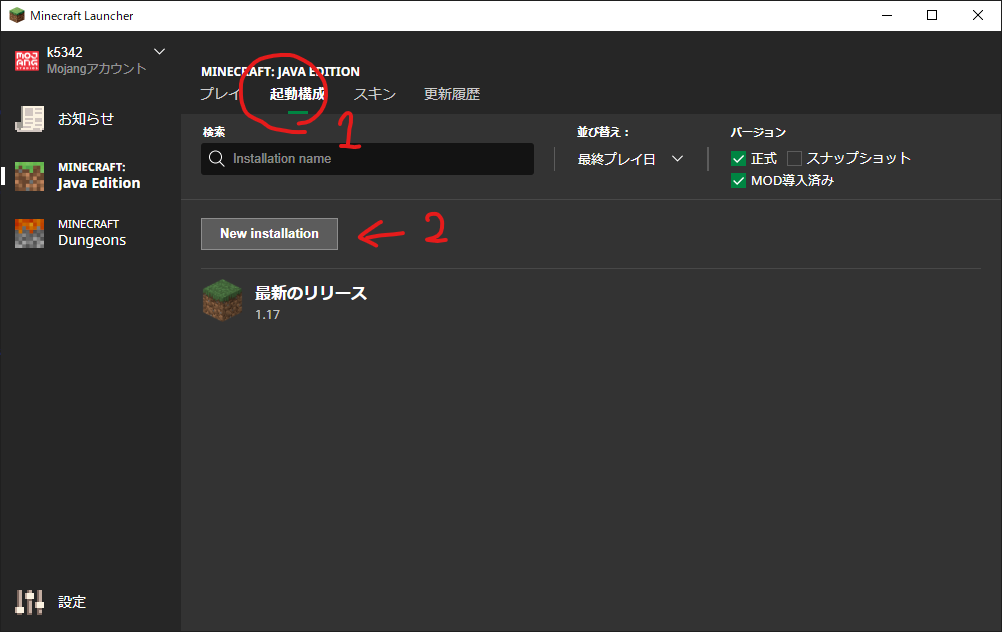 Minecraft Launcher
MOJANG
STUDIOS
k5342
Mojangアカウント
お知らせ
MINECRAFT:
Java Edition
MINECRAFT
Dungeons
設定
MINECRAFT: JAVA EDITION
プレイ 起動構成 スキン 更新履歴
1
検索
Installation name
並び替え：
最終プレイ日
バージョン
正式 スナップショット
MOD導入済み
New installation
2
最新のリリース
1.17